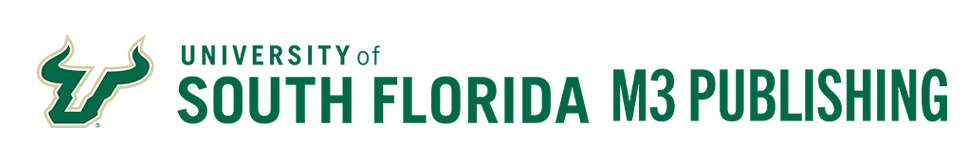 UNIVERSITY of
SOUTH FLORIDA M3 PUBLISHING